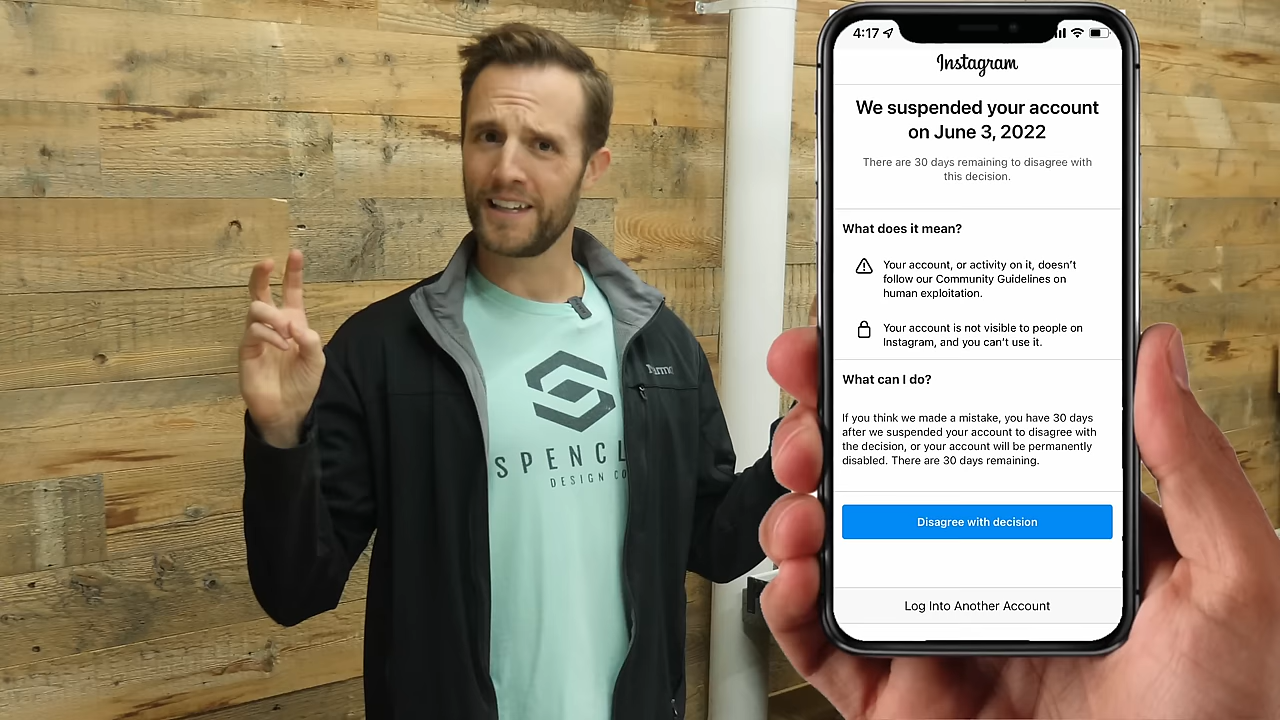 SPENCL
DESIGN CO
4:17
Instagram
We suspended your account
on June 3, 2022
There are 30 days remaining to disagree with
this decision.
What does it mean?
Your account, or activity on it, doesn't
follow our Community Guidelines on
human exploitation.
Your account is not visible to people on
Instagram, and you can't use it.
What can I do?
If you think we made a mistake, you have 30 days
after we suspended your account to disagree with
the decision, or your account will be permanently
disabled. There are 30 days remaining.
Disagree with decision
Log Into Another Account